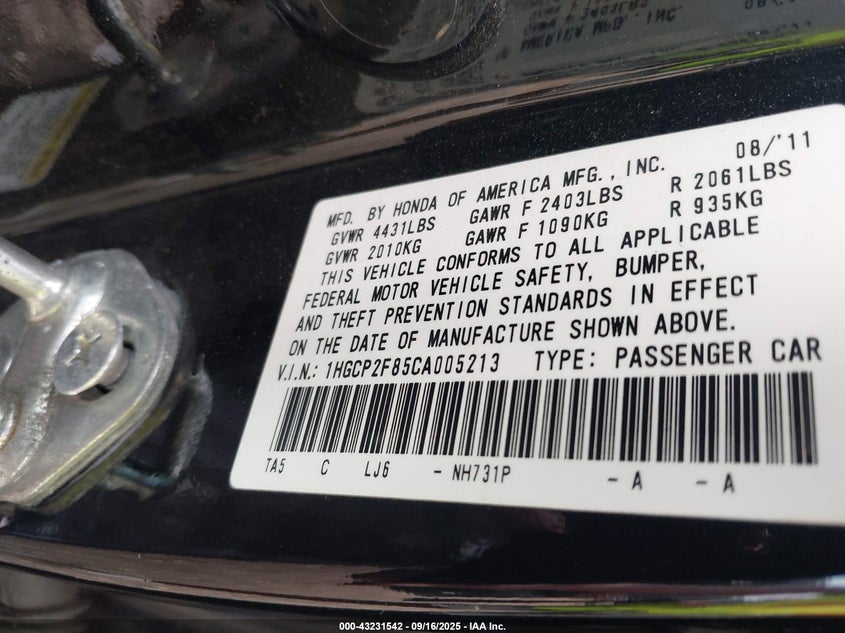 08/'11
MFD. BY HONDA OF AMERICA MFG., INC.
GVWR 4431LBS GAWR F 2403LBS R 2061LBS
GVWR 2010KG GAWR F 1090KG R 935KG
THIS VEHICLE CONFORMS TO ALL APPLICABLE
FEDERAL MOTOR VEHICLE SAFETY, BUMPER,
AND THEFT PREVENTION STANDARDS IN EFFECT
ON THE DATE OF MANUFACTURE SHOWN ABOVE.
V.I.N.: 1HGCP2F85CA005213 TYPE: PASSENGER CAR
TA5 C LJ6 - NH731P - A - A
000-43231542 - 09/16/2025 - IAA Inc.